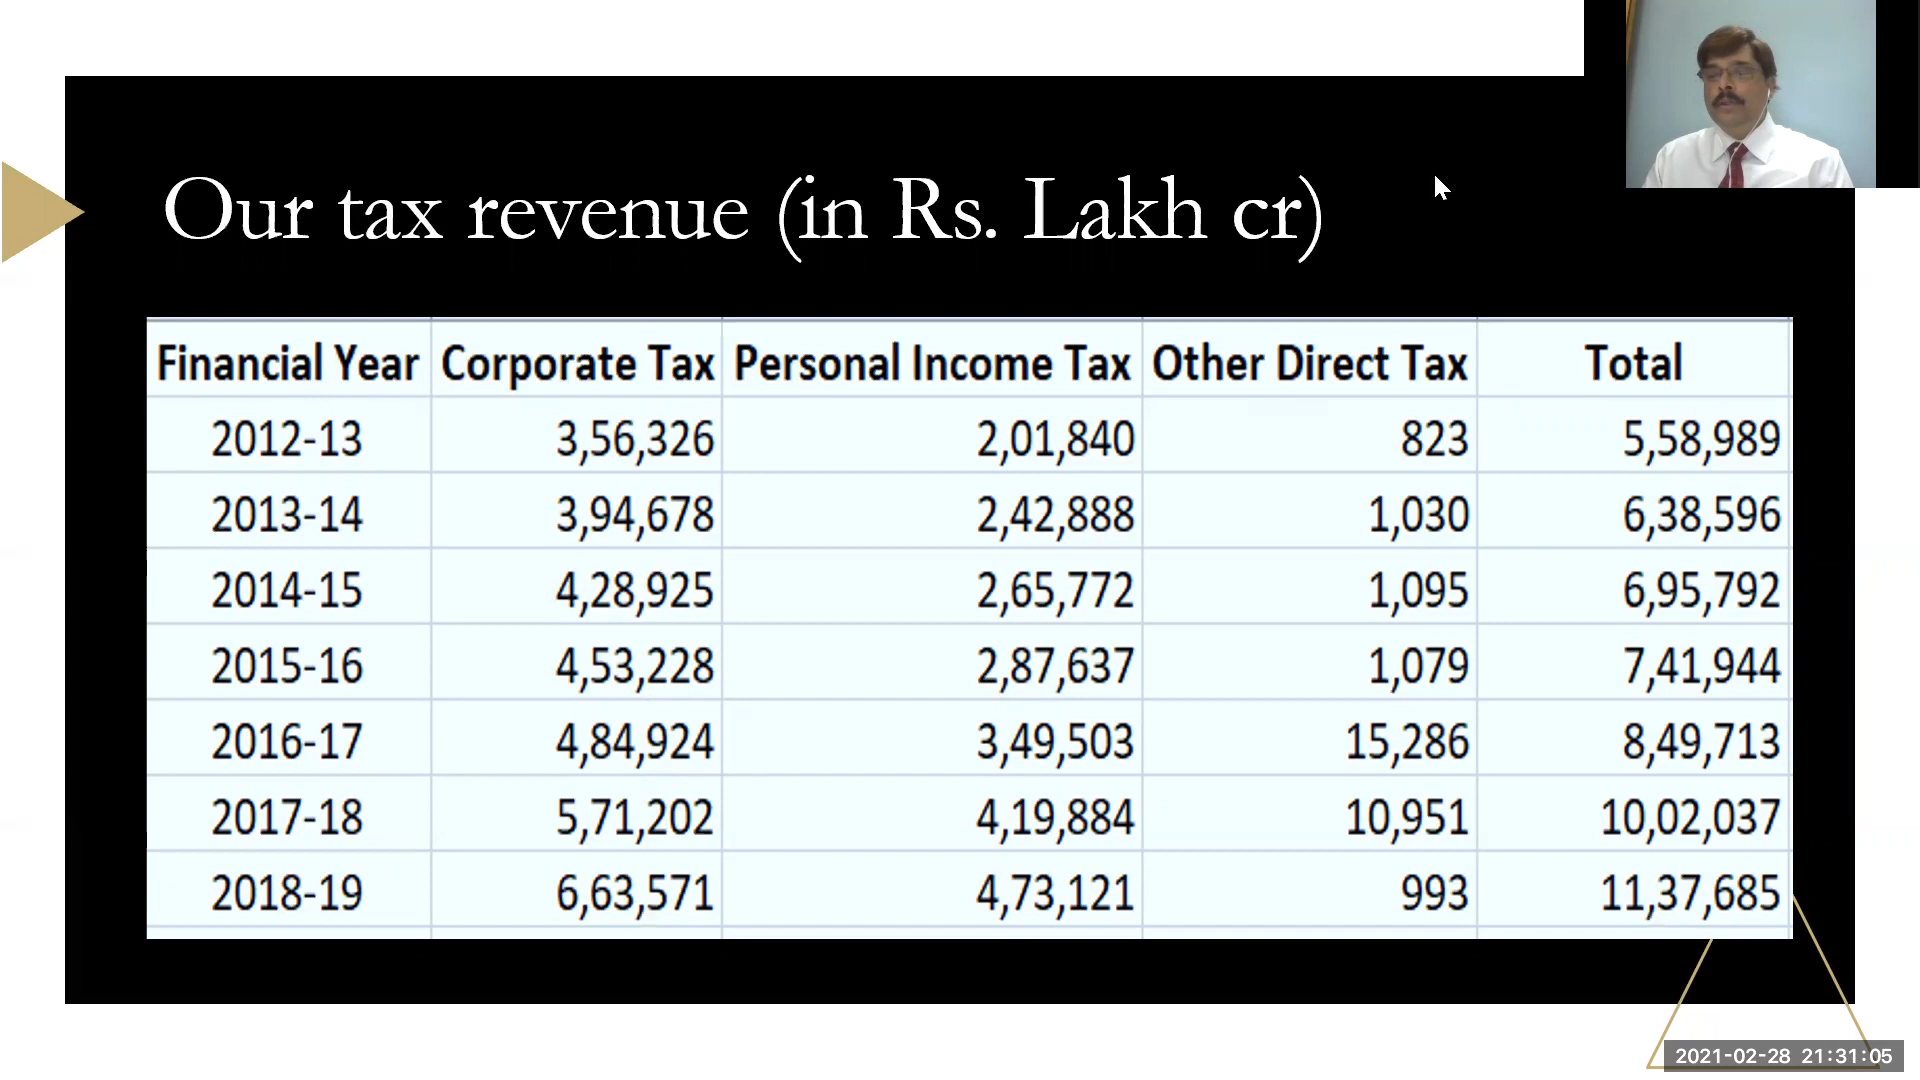 Our tax revenue (in Rs. Lakh cr)
Financial Year Corporate Tax Personal Income Tax Other Direct Tax Total
2012-13 3,56,326 2,01,840 823 5,58,989
2013-14 3,94,678 2,42,888 1,030 6,38,596
2014-15 4,28,925 2,65,772 1,095 6,95,792
2015-16 4,53,228 2,87,637 1,079 7,41,944
2016-17 4,84,924 3,49,503 15,286 8,49,713
2017-18 5,71,202 4,19,884 10,951 10,02,037
2018-19 6,63,571 4,73,121 993 11,37,685
2021-02-28 21:31:05